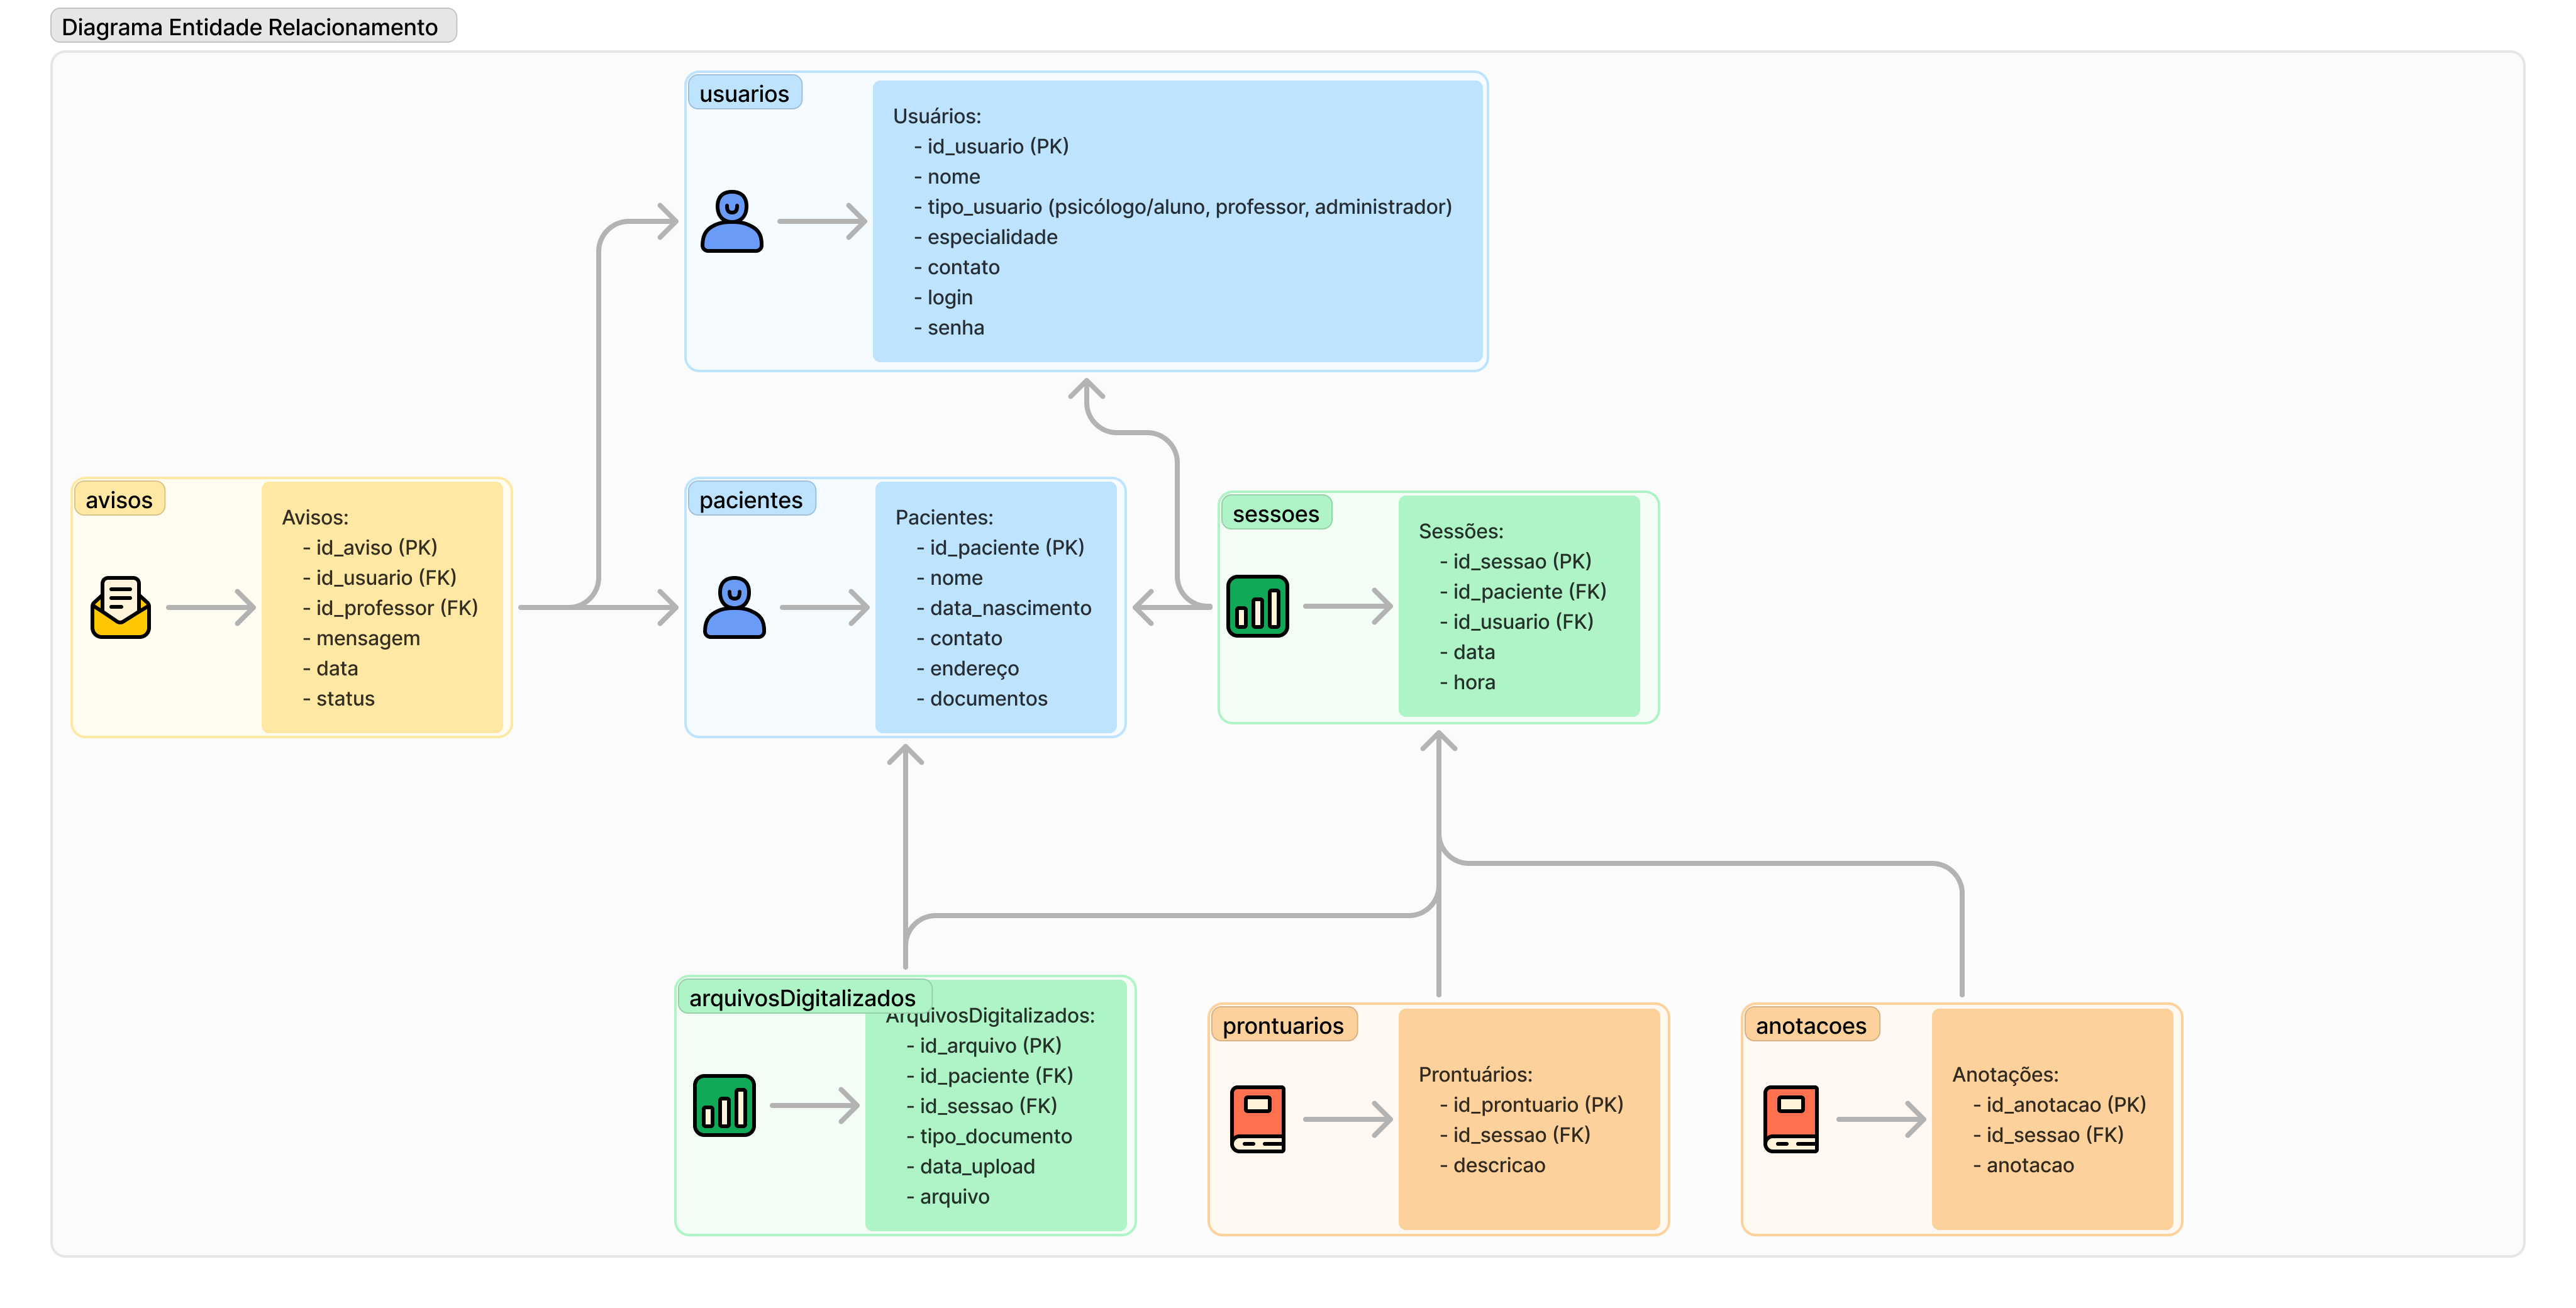 Diagrama Entidade Relacionamento
usuarios
Usuários:
- id_usuario (PK)
- nome
- tipo_usuario (psicólogo/aluno, professor, administrador)
- especialidade
- contato
- login
- senha
avisos
Avisos:
- id_aviso (PK)
- id_usuario (FK)
- id_professor (FK)
- mensagem
- data
- status
pacientes
Pacientes:
- id_paciente (PK)
- nome
- data_nascimento
- contato
- endereço
- documentos
sessoes
Sessões:
- id_sessao (PK)
- id_paciente (FK)
- id_usuario (FK)
- data
- hora
arquivosDigitalizados
ArquivosDigitalizados:
- id_arquivo (PK)
- id_paciente (FK)
- id_sessao (FK)
- tipo_documento
- data_upload
- arquivo
prontuarios
Prontuários:
- id_prontuario (PK)
- id_sessao (FK)
- descricao
anotacoes
Anotações:
- id_anotacao (PK)
- id_sessao (FK)
- anotacao